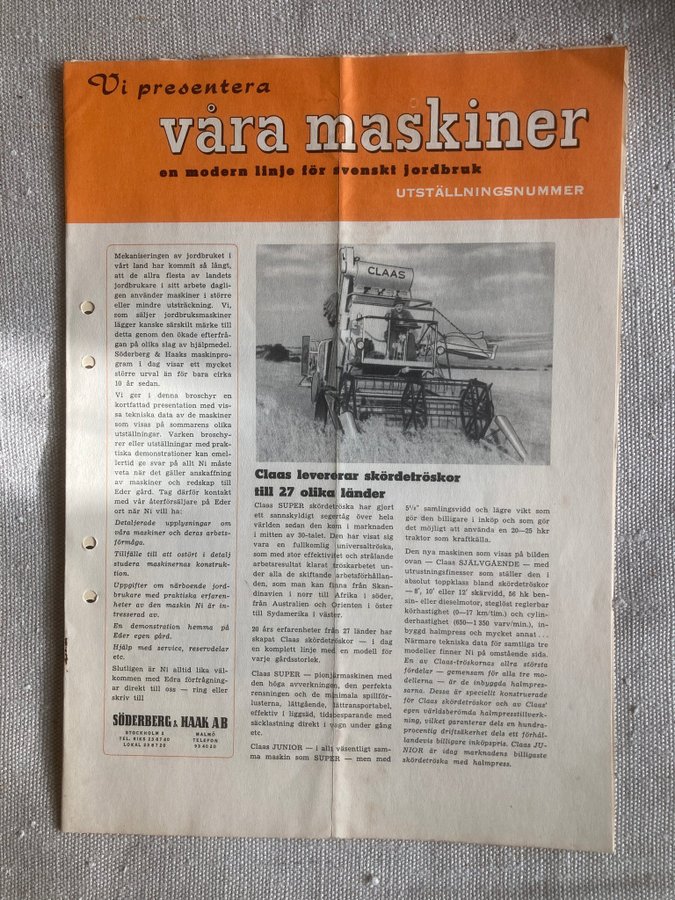 Vi presentera
våra maskiner
en modern linje för svenskt jordbruk
UTSTÄLLNINGSNUMMER
Mekaniseringen av jordbruket i
vårt land har kommit så långt,
att de allra flesta av landets
jordbrukare i sitt arbete dagli-
gen använder maskiner i större
eller mindre utsträckning. Vi,
som säljer jordbruksmaskiner
lägger kanske särskilt märke till
detta genom den ökade efterfrå-
gan på olika slag av hjälpmedel.
Söderberg & Haaks maskinpro-
gram i dag visar ett mycket
större urval än för bara cirka
10 år sedan.
Vi ger i denna broschyr en
kortfattad presentation med vis-
sa tekniska data av de maskiner
som visas på sommarens olika
utställningar. Varken broschy-
rer eller utställningar med prak-
tiska demonstrationer kan emel-
lertid ge svar på allt Ni måste
veta när det gäller anskaffning
av maskiner och redskap till
Eder gård. Tag därför kontakt
med vår återförsäljare på Eder
ort när Ni vill ha:
Detaljerade upplysningar om
våra maskiner och deras arbets-
förmåga.
Tillfälle till att ostört i detalj
studera maskinernas konstruk-
tion.
Uppgifter om närboende jord-
brukare med praktiska erfaren-
heter av den maskin Ni är in-
tresserad av.
En demonstration hemma på
Eder egen gård.
Hjälp med service, reservdelar
etc.
Slutligen är Ni alltid lika väl-
kommen med Edra förfrågnin-
gar direkt till oss — ring eller
skriv till
SÖDERBERG & HAAK AB
STOCKHOLM 2
TEL. RIKS 23 87 80
LOKAL 23 87 20
MALMÖ
TELEFON
934020
CLAAS
Claas levererar skördetröskor
till 27 olika länder
Claas SUPER skördetröska har gjort
ett sannskyldigt segertåg över hela
världen sedan den kom i marknaden
i mitten av 30-talet. Den har visat sig
vara en fullkomlig universaltröska,
som med stor effektivitet och strålande
arbetsresultat klarat tröskarbetet un-
der alla de skiftande arbetsförhållan-
den, som man kan finna från Skan-
dinavien i norr till Afrika i söder,
från Australien och Orienten i öster
till Sydamerika i väster.
20 års erfarenheter från 27 länder har
skapat Claas skördetröskor — i dag
en komplett linje med en modell för
varje gårdsstorlek.
Claas SUPER — pionjärmaskinen med
den höga avverkningen, den perfekta
rensningen och de minimala spillför-
lusterna, lättgående, lättransportabel,
effektiv i liggsäd, tidsbesparande med
säcklastning direkt i vagn under gång
etc.
Claas JUNIOR — i allt väsentligt sam-
ma maskin som SUPER — men med
samlingsvidd och lägre vikt som
gör den billigare i inköp och som gör
det möjligt att använda en 20—25 hkr
traktor som kraftkälla.
Den nya maskinen som visas på bilden
ovan — Claas SJÄLVGÅENDE — med
utrustningsfinesser som ställer den i
absolut toppklass bland skördetröskor
— 8', 10' eller 12' skärvidd, 56 hk ben-
sin- eller dieselmotor, steglöst reglerbar
körhastighet (0—17 km/tim.) och cylin-
derhastighet (650—1 350 varv/min.), in-
byggd halmpress och mycket annat ...
Närmare tekniska data för samtliga tre
modeller finner Ni på omstående sida.
En av Claas-tröskornas allra största
fördelar — gemensam för alla tre mo-
dellerna — är de inbyggda halmpres-
sarna. Dessa är speciellt konstruerade
för Claas skördetröskor och av Claas'
egen världsberömda halmpresstillverk-
ning, vilket garanterar dels en hundra-
procentig driftsäkerhet dels ett förhål-
landevis billigare inköpspris. Claas JU-
NIOR är idag marknadens billigaste
skördetröska med halmpress.